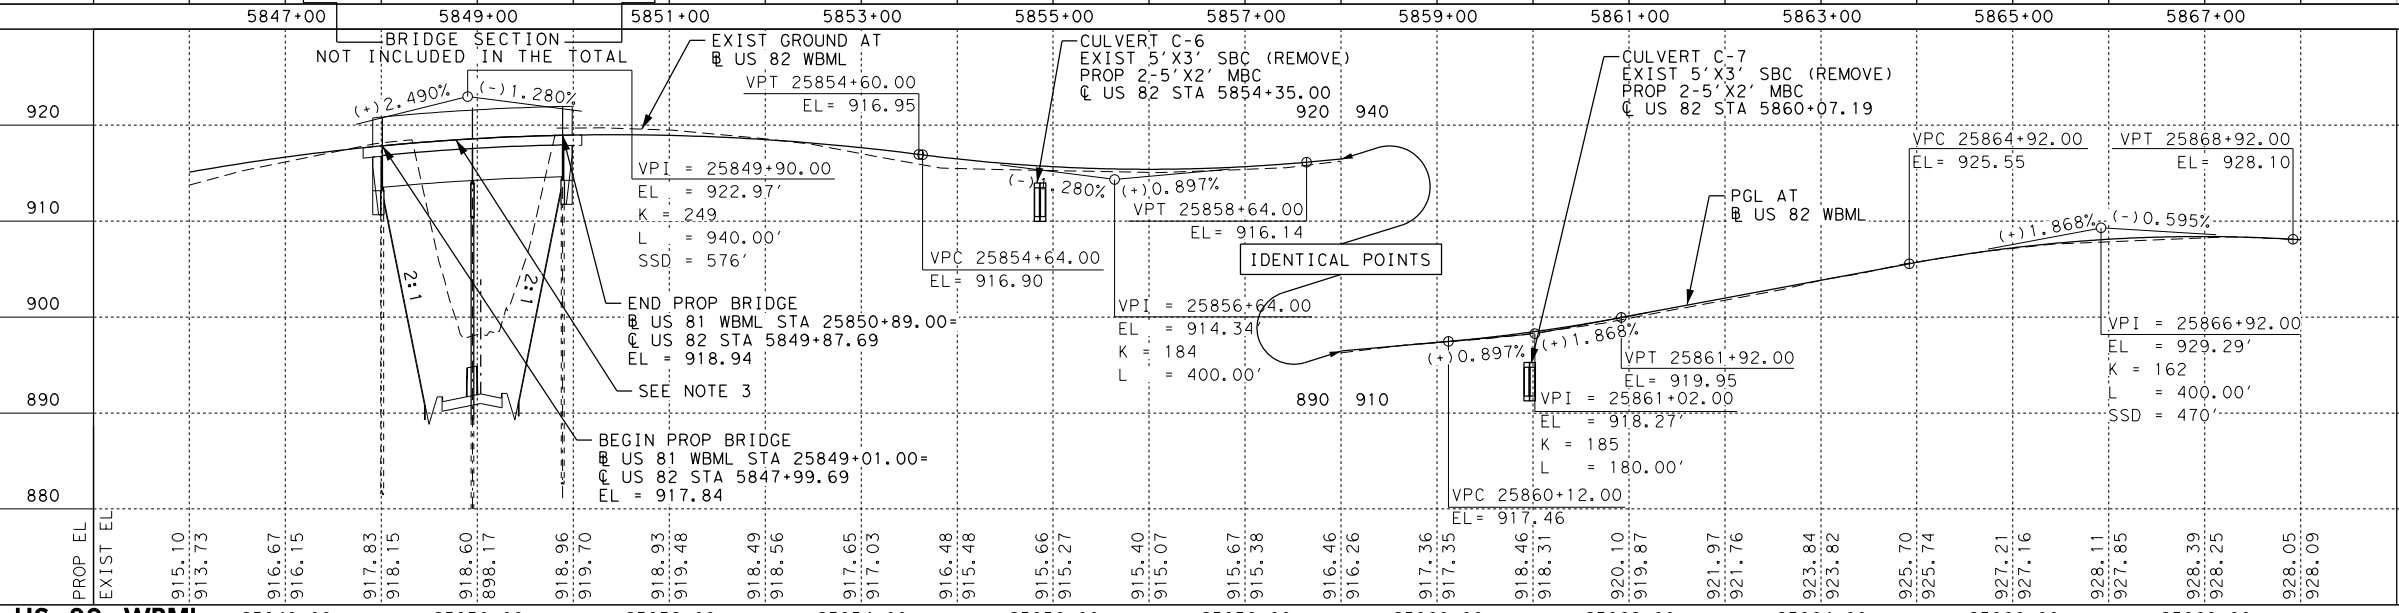 5847+00 5849+00 5851+00 5853+00 5855+00 5857+00 5859+00 5861+00 5863+00 5865+00 5867+00
BRIDGE SECTION
NOT INCLUDED IN THE TOTAL
(+)2.490%
(-)1.280%
EXIST GROUND AT
℄ US 82 WBML
VPT 25854+60.00
EL= 916.95
CULVERT C-6
EXIST 5'X3' SBC (REMOVE)
PROP 2-5'X2' MBC
℄ US 82 STA 5854+35.00
920 940
CULVERT C-7
EXIST 5'X3' SBC (REMOVE)
PROP 2-5'X2' MBC
℄ US 82 STA 5860+07.19
VPC 25864+92.00
EL= 925.55
VPT 25868+92.00
EL= 928.10
920
910
900
890
880
VPI = 25849+90.00
EL = 922.97'
K = 249
L = 940.00'
SSD = 576'
(-)1.280%
(+)0.897%
VPT 25858+64.00
EL= 916.14
VPC 25854+64.00
EL= 916.90
IDENTICAL POINTS
PGL AT
℄ US 82 WBML
(+)1.868%
(-)0.595%
2:1
2:1
END PROP BRIDGE
℄ US 81 WBML STA 25850+89.00=
℄ US 82 STA 5849+87.69
EL = 918.94
VPI = 25856+64.00
EL = 914.34'
K = 184
L = 400.00'
(+)0.897%
(+)1.868%
VPT 25861+92.00
EL= 919.95
VPI = 25866+92.00
EL = 929.29'
K = 162
L = 400.00'
SSD = 470'
SEE NOTE 3
890 910
VPI = 25861+02.00
EL = 918.27'
K = 185
L = 180.00'
BEGIN PROP BRIDGE
℄ US 81 WBML STA 25849+01.00=
℄ US 82 STA 5847+99.69
EL = 917.84
VPC 25860+12.00
EL= 917.46
PROP EL
EXIST EL
915.10
913.73
916.67
916.15
917.83
918.15
918.60
898.17
918.96
919.70
918.93
919.48
918.49
918.56
917.65
917.03
916.48
915.48
915.66
915.27
915.40
915.07
915.67
915.38
916.46
916.26
917.36
917.35
918.46
918.31
920.10
919.87
921.97
921.76
923.84
923.82
925.70
925.74
927.21
927.16
928.11
927.85
928.39
928.25
928.05
928.09